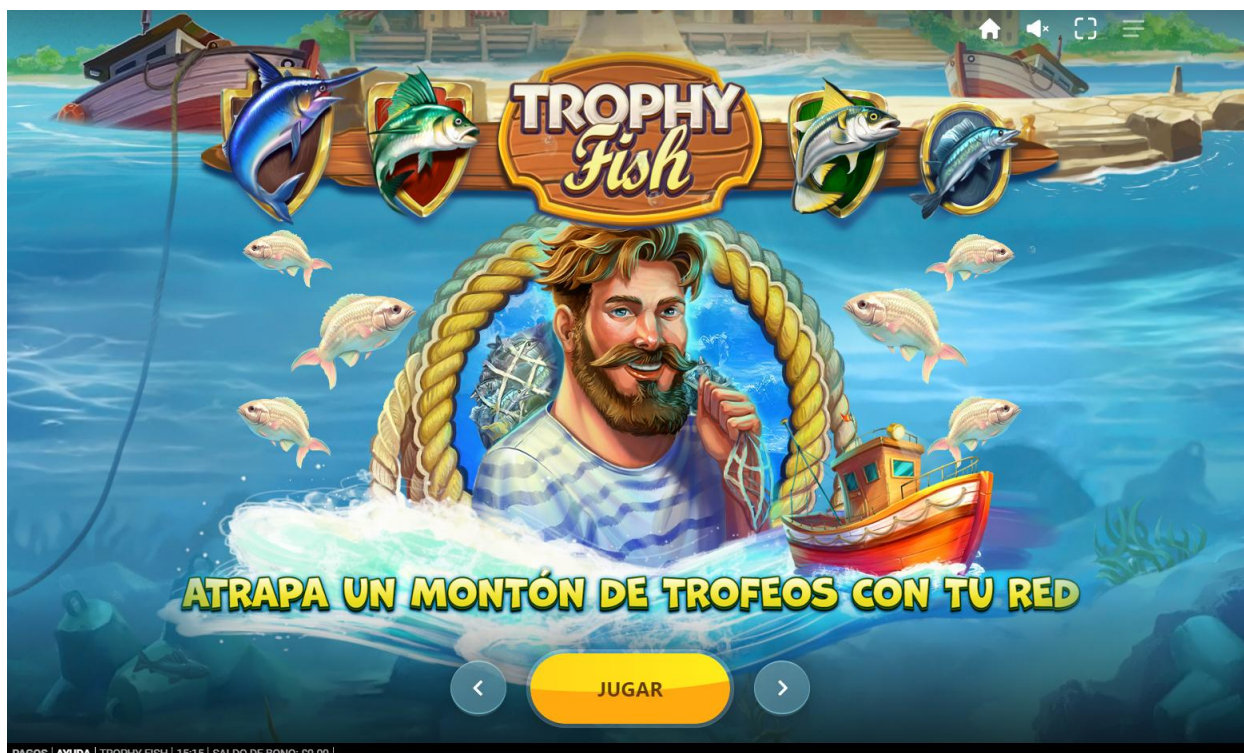 TROPHY
Fish
ATRAPA UN MONTÓN DE TROFEOS CON TU RED
JUGAR
PAGOS | AYUDA | TROPHY FISH | 15:15 | SALDO DE BONO: £0.00 |